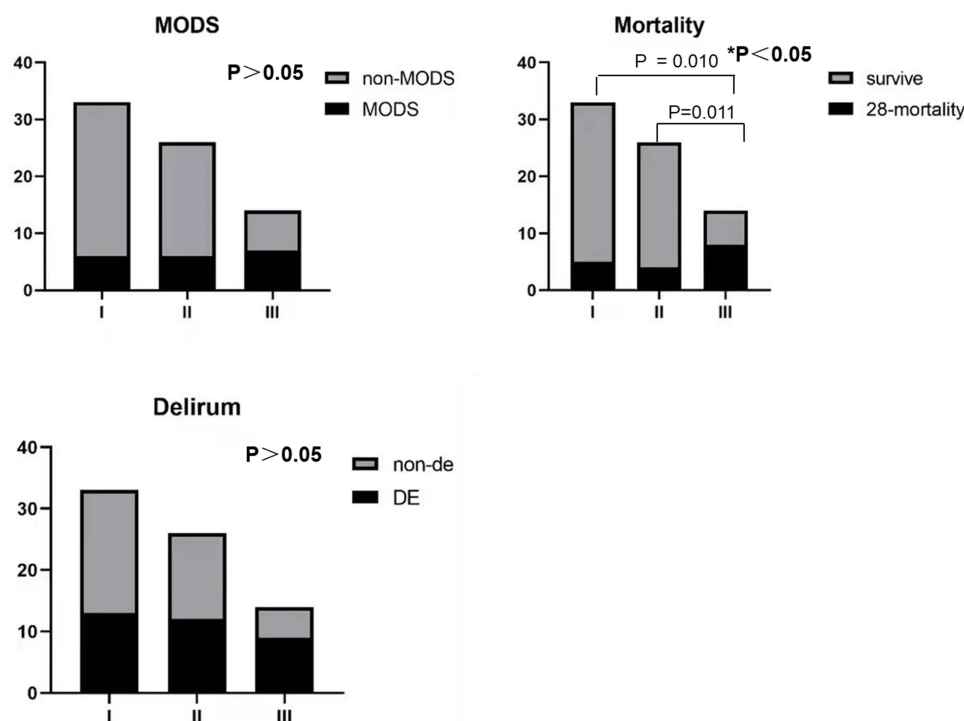 MODS
P＞0.05
non-MODS
MODS
40
30
20
10
0
I
II
III
Mortality
P = 0.010
*P＜0.05
P=0.011
survive
28-mortality
40
30
20
10
0
I
II
III
Delirum
P＞0.05
non-de
DE
40
30
20
10
0
I
II
III